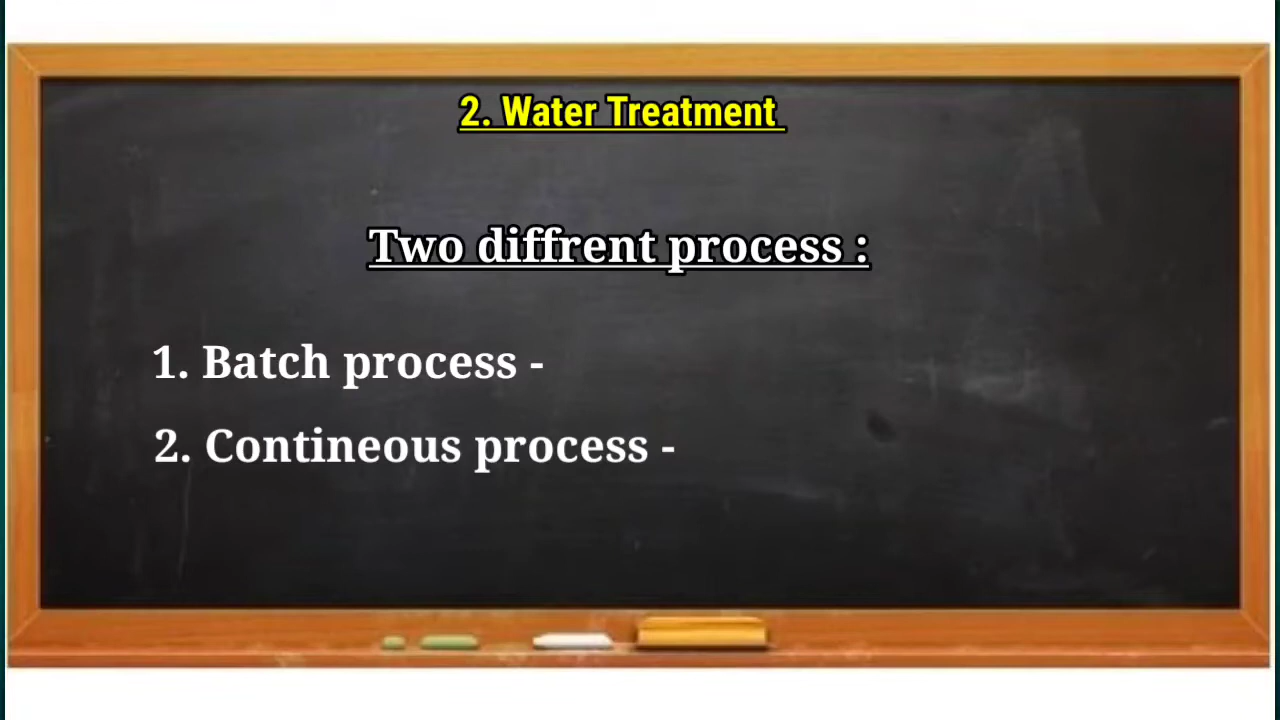 2. Water Treatment
Two diffrent process :
1. Batch process -
2. Contineous process -